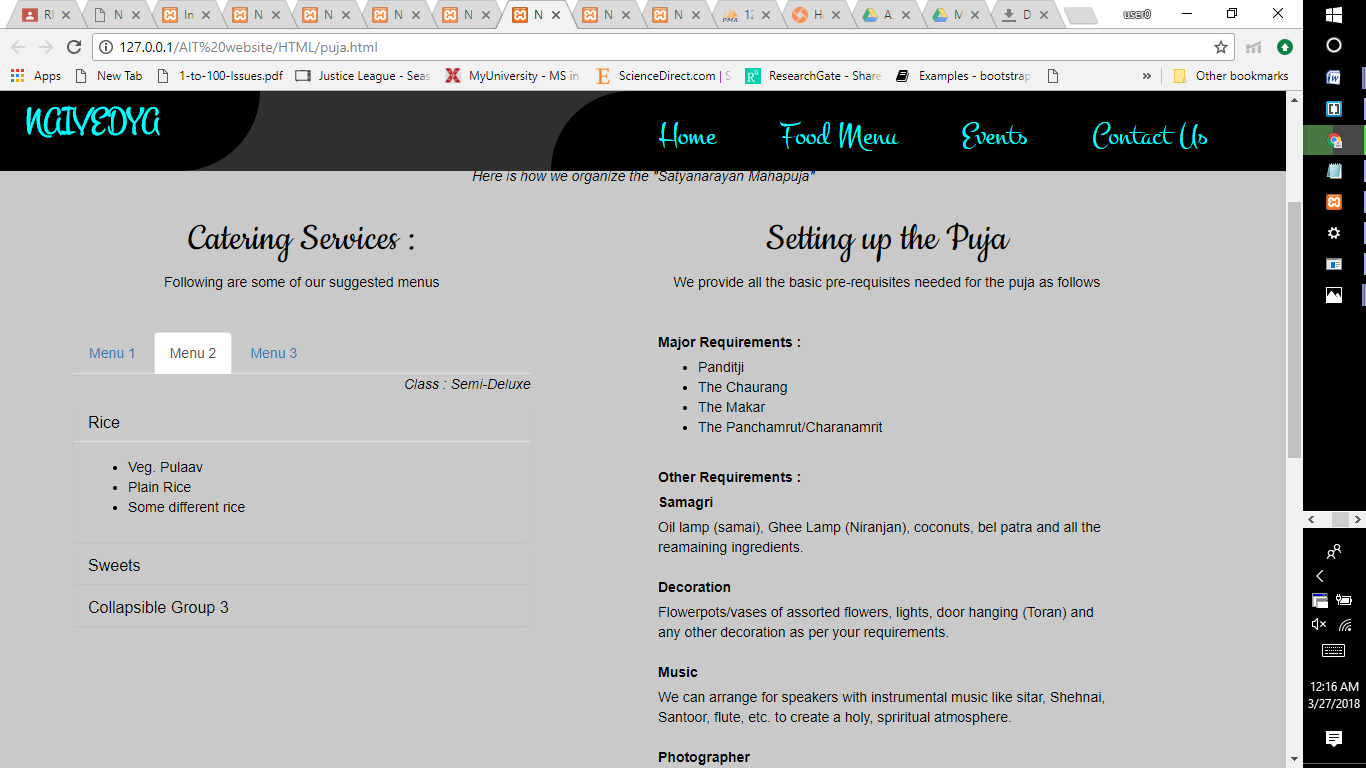 RI
N
In
N
N
N
N
N
N
N
12
H
A
M
D
user0
127.0.0.1/AIT%20website/HTML/puja.html
Apps
New Tab
1-to-100-Issues.pdf
Justice League - Seas
MyUniversity - MS in
ScienceDirect.com | S
ResearchGate - Share
Examples - bootstrap
»
Other bookmarks
NAIVEDYA
Home
Food Menu
Events
Contact Us
Here is how we organize the "Satyanarayan Mahapuja"
Catering Services :
Following are some of our suggested menus
Menu 1
Menu 2
Menu 3
Class : Semi-Deluxe
Rice
• Veg. Pulaav
• Plain Rice
• Some different rice
Sweets
Collapsible Group 3
Setting up the Puja
We provide all the basic pre-requisites needed for the puja as follows
Major Requirements :
• Panditji
• The Chaurang
• The Makar
• The Panchamrut/Charanamrit
Other Requirements :
Samagri
Oil lamp (samai), Ghee Lamp (Niranjan), coconuts, bel patra and all the
reamaining ingredients.
Decoration
Flowerpots/vases of assorted flowers, lights, door hanging (Toran) and
any other decoration as per your requirements.
Music
We can arrange for speakers with instrumental music like sitar, Shehnai,
Santoor, flute, etc. to create a holy, spriritual atmosphere.
Photographer
12:16 AM
3/27/2018